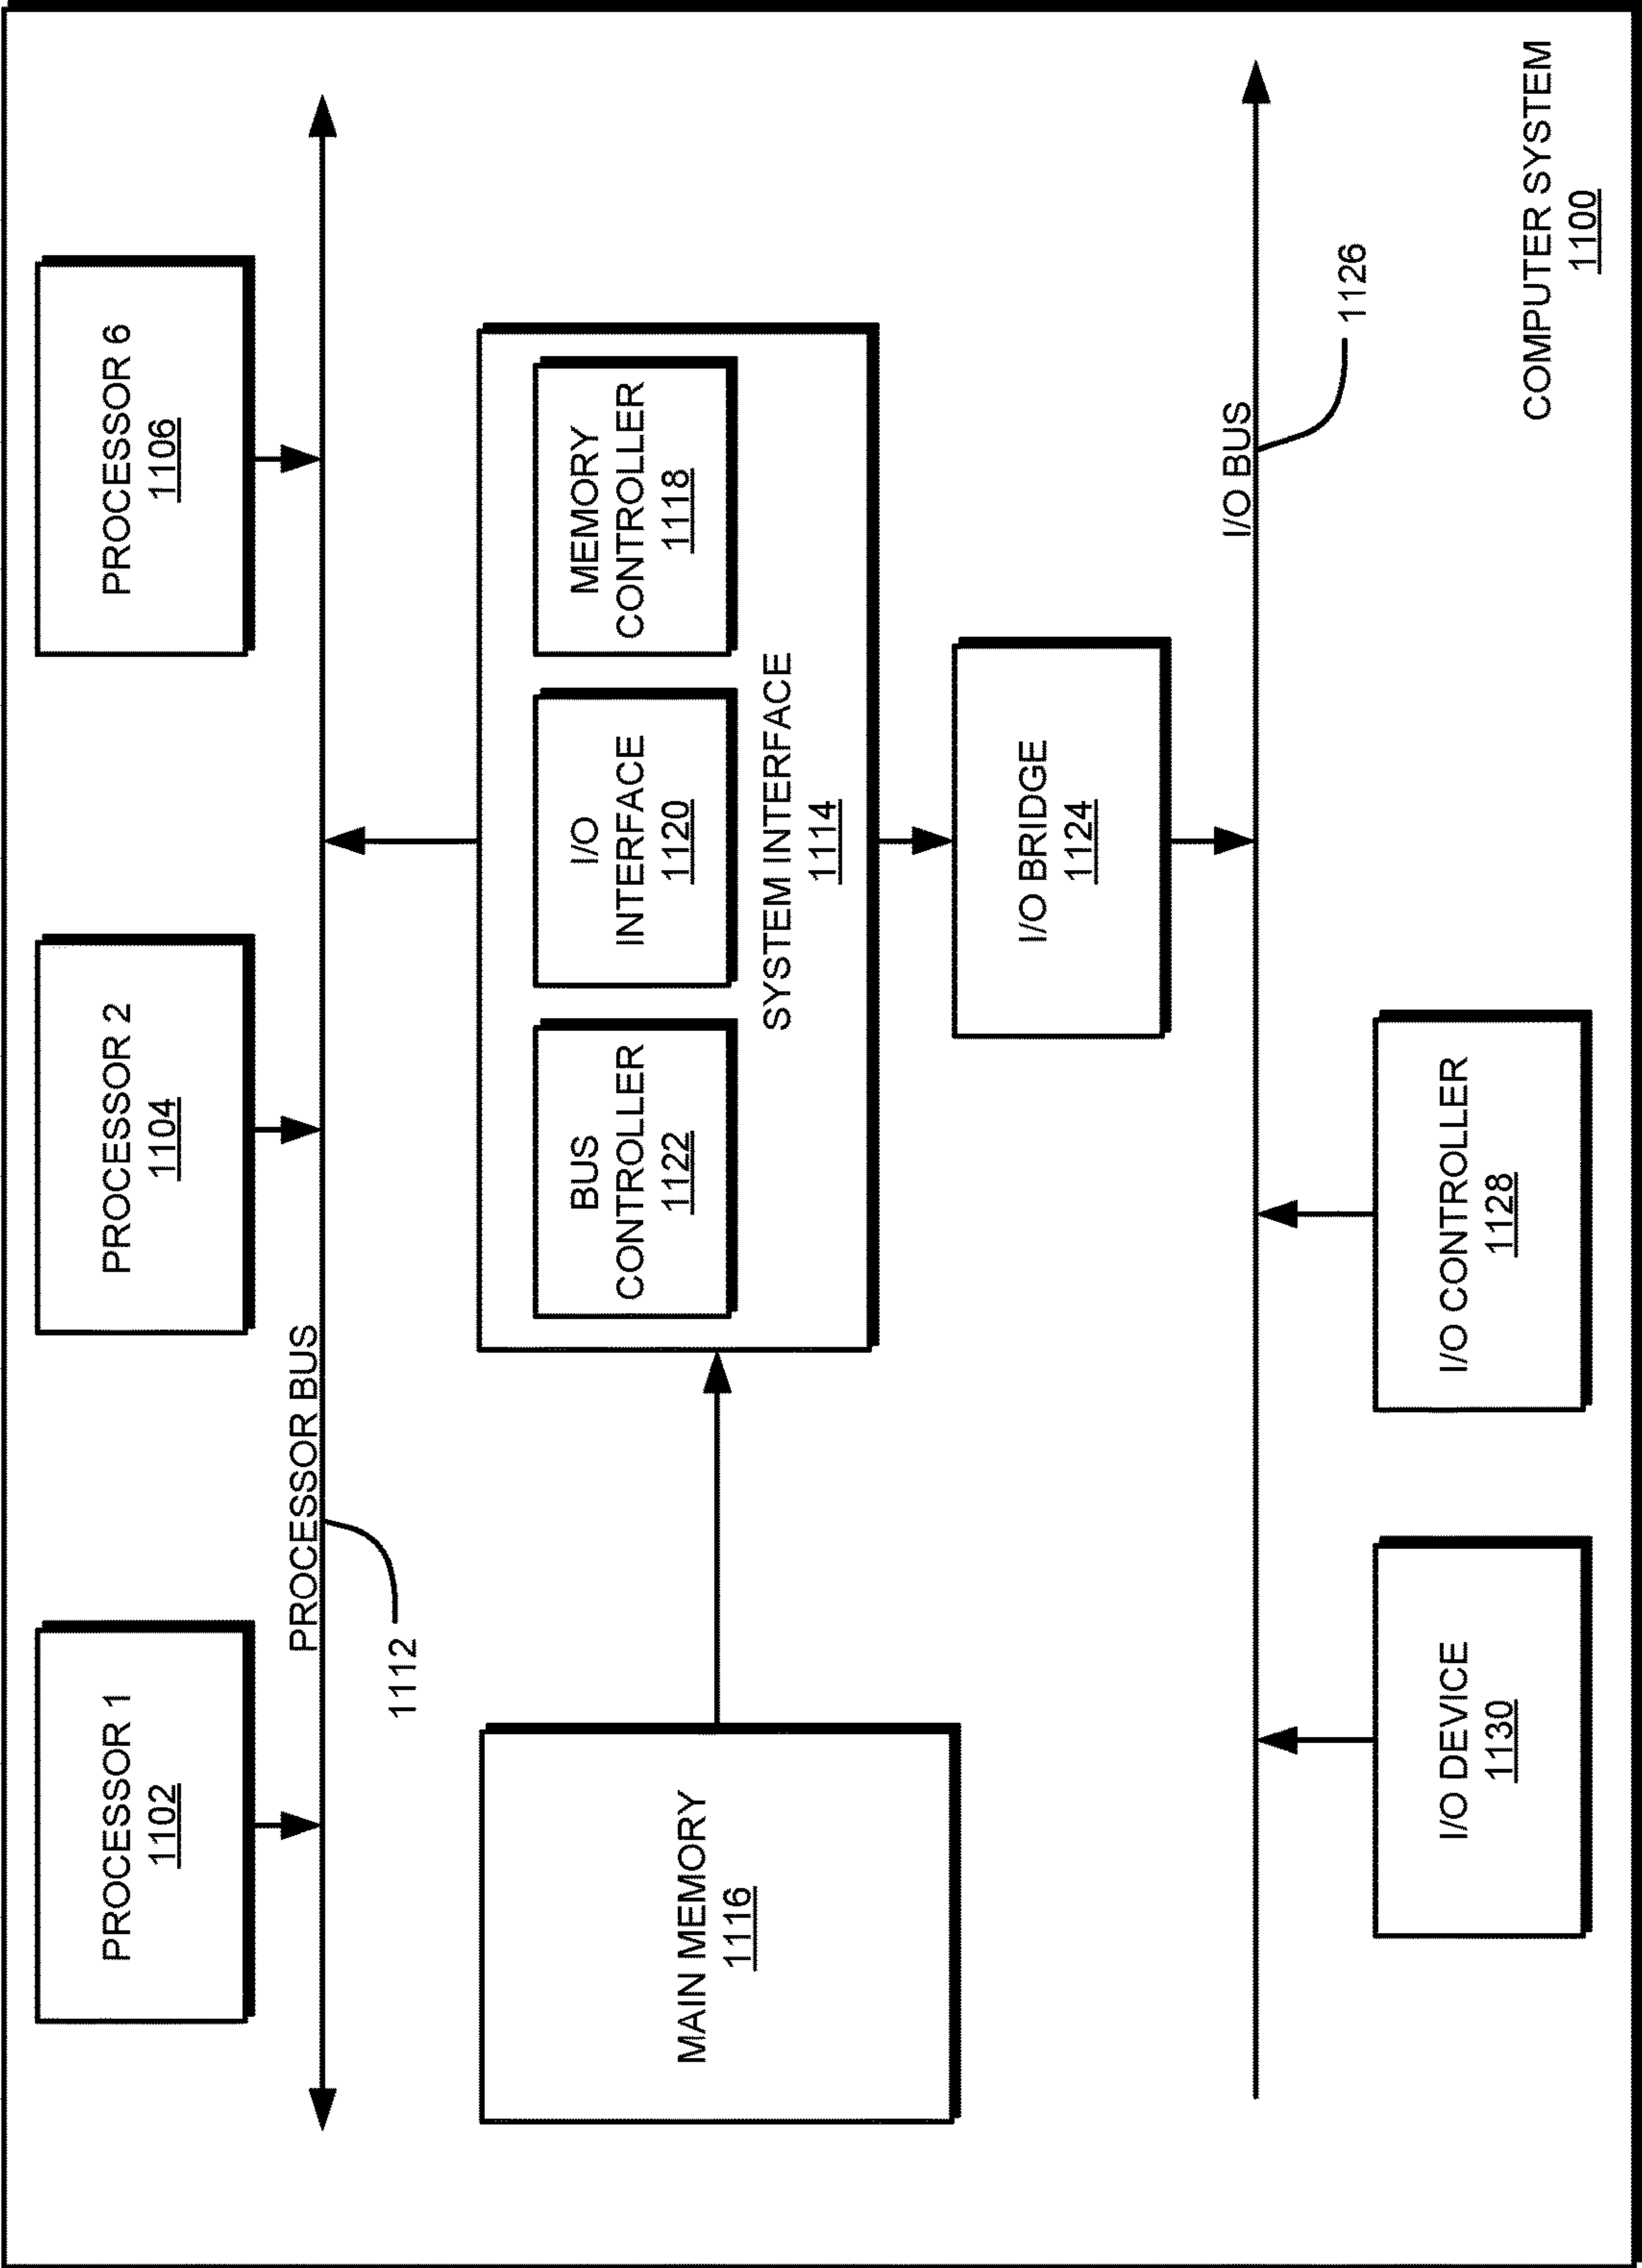 PROCESSOR 1
1102
PROCESSOR 2
1104
PROCESSOR 6
1106
PROCESSOR BUS
1112
MAIN MEMORY
1116
BUS
CONTROLLER
1122
I/O
INTERFACE
1120
MEMORY
CONTROLLER
1118
SYSTEM INTERFACE
1114
I/O BRIDGE
1124
I/O BUS
1126
I/O DEVICE
1130
I/O CONTROLLER
1128
COMPUTER SYSTEM
1100